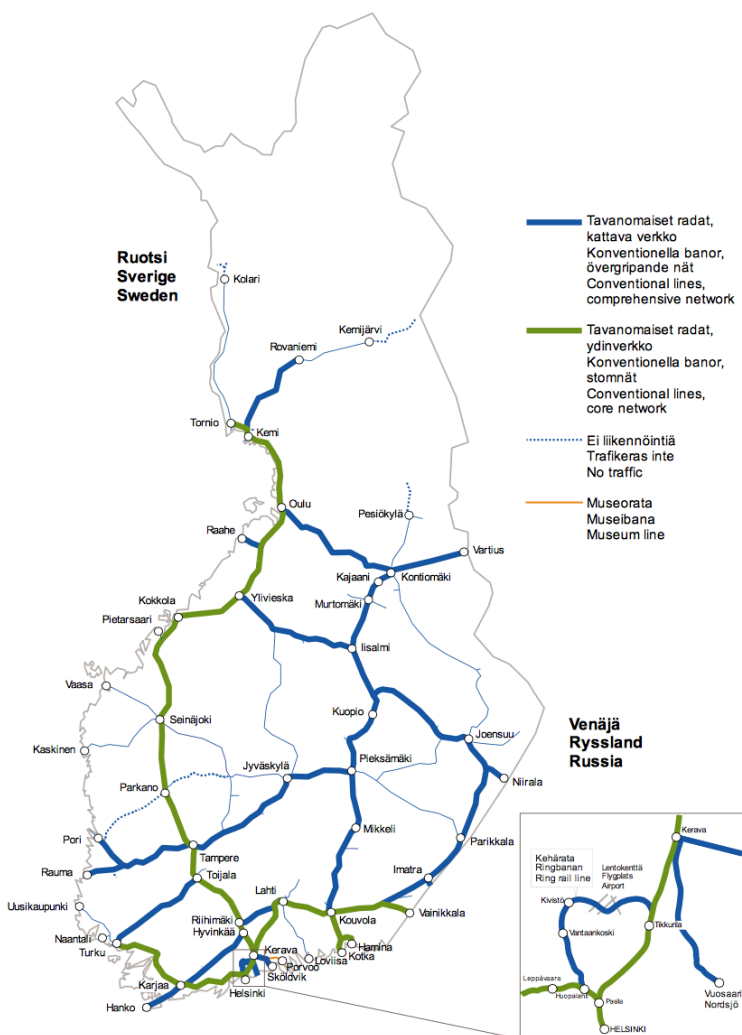 Ruotsi
Sverige
Sweden
Kolari
Kemijärvi
Rovaniemi
Tornio
Kemi
Oulu
Raahe
Pesiökylä
Vartius
Kajaani
Kontiomäki
Murtomäki
Ylivieska
Kokkola
Pietarsaari
Iisalmi
Vaasa
Seinäjoki
Kuopio
Joensuu
Kaskinen
Jyväskylä
Pieksämäki
Niirala
Parkano
Pori
Mikkeli
Parikkala
Tampere
Rauma
Toijala
Imatra
Uusikaupunki
Lahti
Riihimäki
Hyvinkää
Kouvola
Vainikkala
Naantali
Turku
Kerava
Hamina
Kotka
Loviisa
Porvoo
Sköldvik
Karjaa
Helsinki
Hanko
Venäjä
Ryssland
Russia
Tavanomaiset radat,
kattava verkko
Konventionella banor,
övergripande nät
Conventional lines,
comprehensive network
Tavanomaiset radat,
ydinverkko
Konventionella banor,
stomnät
Conventional lines,
core network
Ei liikennöintiä
Trafikeras inte
No traffic
Museorata
Museibana
Museum line
Kerava
Kehärata
Ringbanan
Ring rail line
Lentokenttä
Flygplats
Airport
Kivistö
Tikkurila
Vantaankoski
Leppävaara
Huopalahti
Pasila
Vuosaari
Nordsjö
HELSINKI